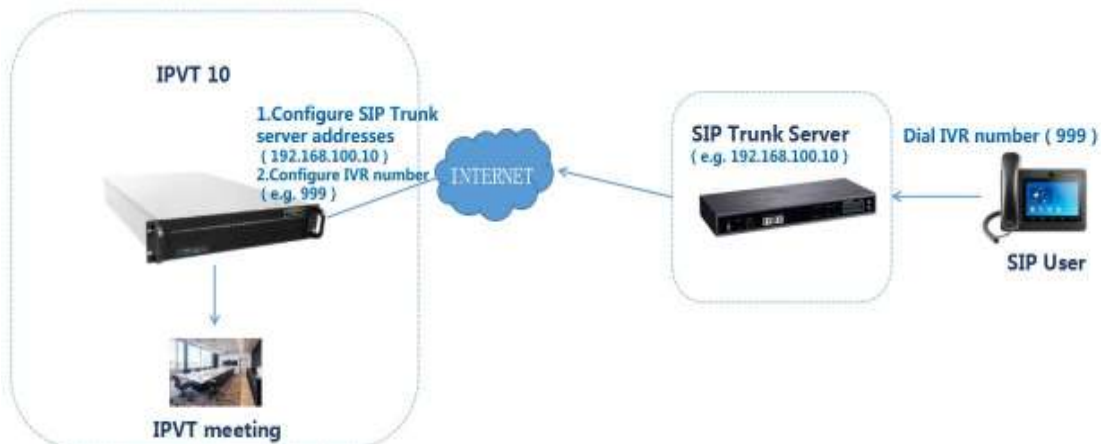 IPVT 10
1.Configure SIP Trunk
server addresses
( 192.168.100.10 )
2.Configure IVR number
( e.g. 999 )
INTERNET
SIP Trunk Server
( e.g. 192.168.100.10 )
Dial IVR number ( 999 )
SIP User
IPVT meeting